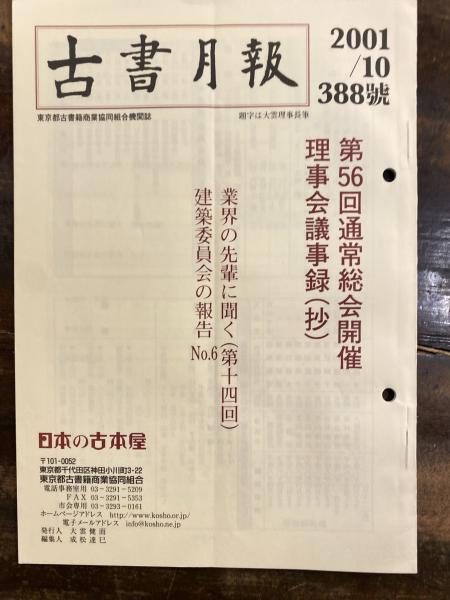 古書月報
2001
/10
388號
東京都古書籍商業協同組合機関誌
題字は大雲理事長筆
第56回通常総会開催
理事会議事録(抄)
業界の先輩に聞く(第十四回)
建築委員会の報告 No.6
日本の古本屋
〒101-0052
東京都千代田区神田小川町3-22
東京都古書籍商業協同組合
電話事務室用 03-3291-5209
FAX 03-3291-5353
市会専用 03-3293-0161
ホームページアドレス http://www.kosho.or.jp/
電子メールアドレス info@kosho.ne.jp
発行人 大雲健而
編集人 成松達巳